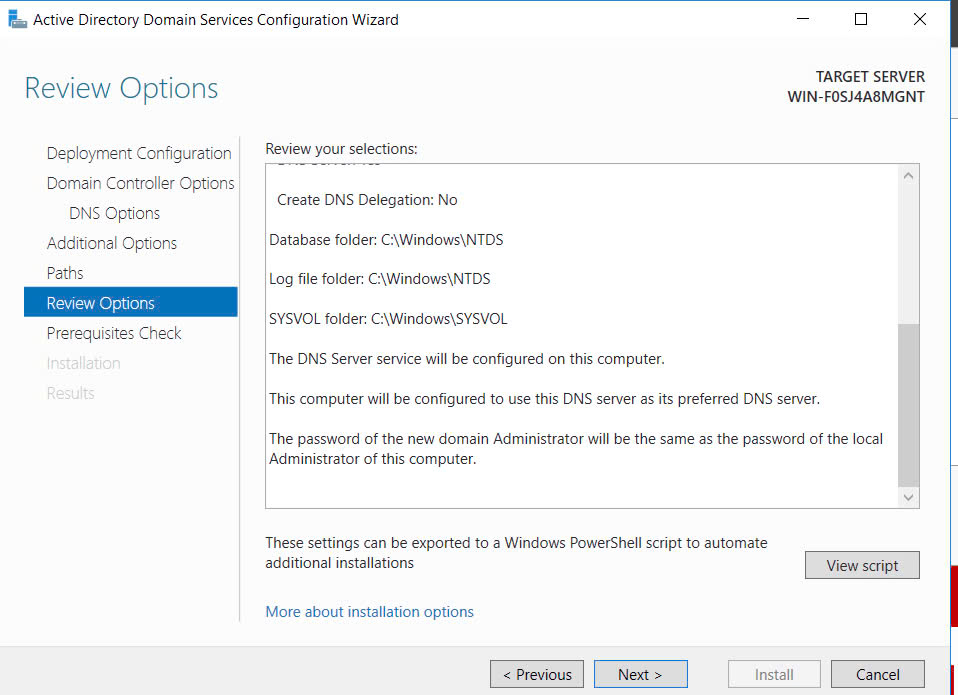 Active Directory Domain Services Configuration Wizard
Review Options
TARGET SERVER
WIN-F0SJ4A8MGNT
Deployment Configuration
Domain Controller Options
DNS Options
Additional Options
Paths
Review Options
Prerequisites Check
Installation
Results
Review your selections:
Create DNS Delegation: No
Database folder: C:\Windows\NTDS
Log file folder: C:\Windows\NTDS
SYSVOL folder: C:\Windows\SYSVOL
The DNS Server service will be configured on this computer.
This computer will be configured to use this DNS server as its preferred DNS server.
The password of the new domain Administrator will be the same as the password of the local
Administrator of this computer.
These settings can be exported to a Windows PowerShell script to automate
additional installations
View script
More about installation options
< Previous
Next >
Install
Cancel